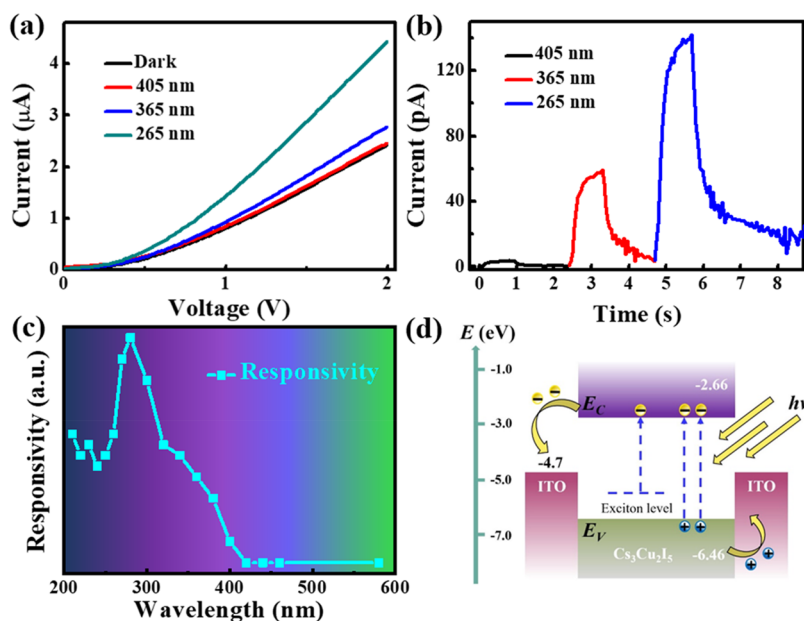 (a)
Current (μA)
4
3
2
1
0
Dark
405 nm
365 nm
265 nm
0
1
2
Voltage (V)
(b)
Current (pA)
120
80
40
0
405 nm
365 nm
265 nm
0
1
2
3
4
5
6
7
8
Time (s)
(c)
Responsivity (a.u.)
Responsivity
200
300
400
500
600
Wavelength (nm)
(d)
E (eV)
-1.0
-3.0
-5.0
-7.0
-2.66
E_C
hν
-4.7
ITO
ITO
Exciton level
E_V
Cs₃Cu₂I₅
-6.46